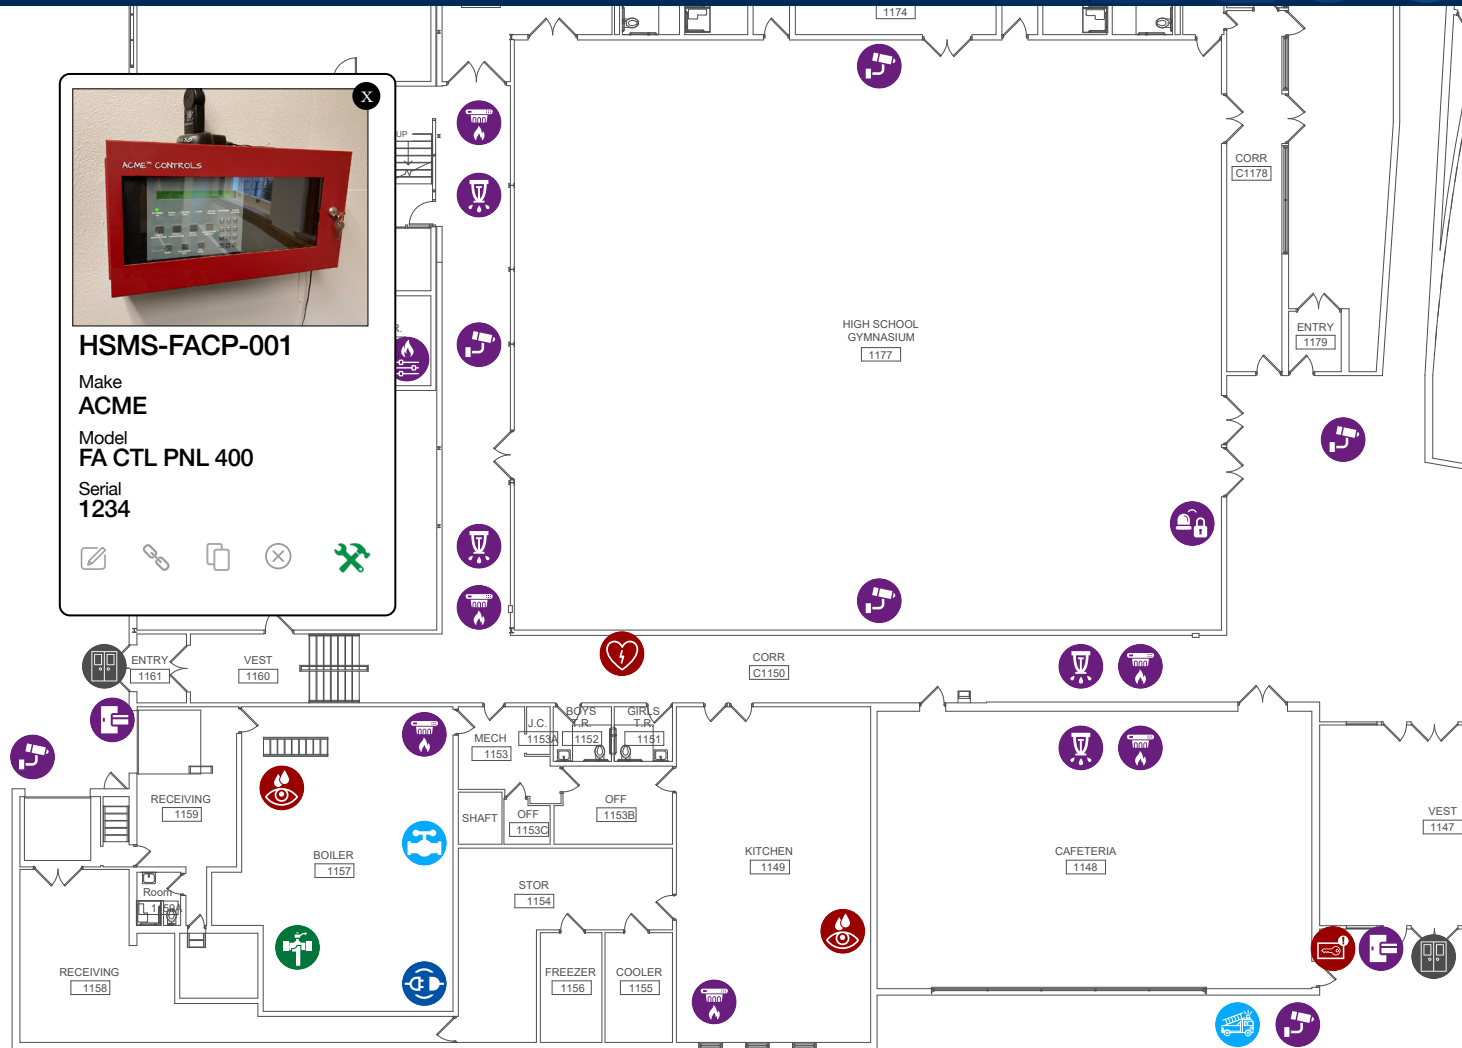 1174
X
ACME™ CONTROLS
UP
CORR
C1178
HIGH SCHOOL
GYMNASIUM
1177
ENTRY
1179
R.
HSMS-FACP-001
Make
ACME
Model
FA CTL PNL 400
Serial
1234
ENTRY
1161
VEST
1160
CORR
C1150
BOYS
T.R.
1152
GIRLS
T.R.
1151
J.C.
1153A
MECH
1153
RECEIVING
1159
SHAFT
OFF
1153C
OFF
1153B
VEST
1147
BOILER
1157
KITCHEN
1149
CAFETERIA
1148
STOR
1154
Room
1159A
RECEIVING
1158
FREEZER
1156
COOLER
1155